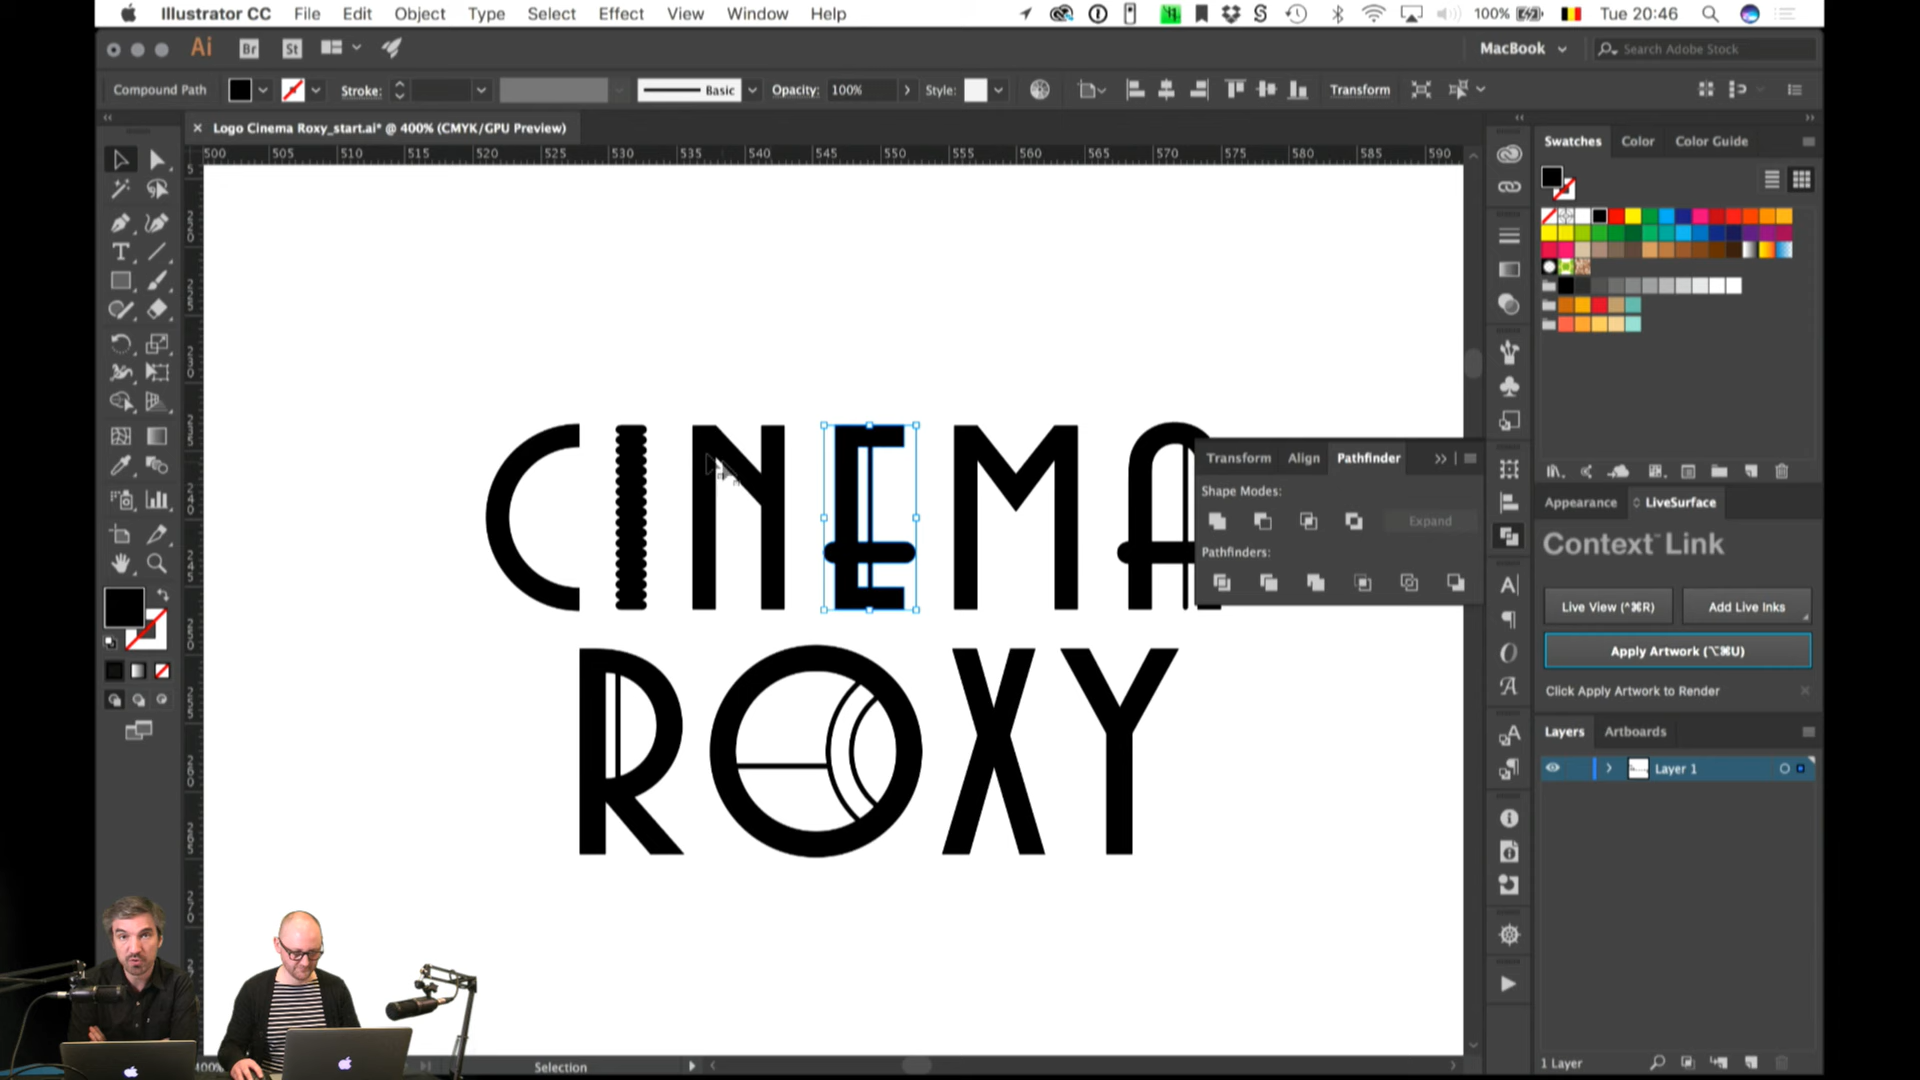 Illustrator CC File Edit Object Type Select Effect View Window Help 100% Tue 20:46
Ai Br St MacBook Search Adobe Stock
Compound Path Stroke: Basic Opacity: 100% Style: Transform
Logo Cinema Roxy_start.ai* @ 400% (CMYK/GPU Preview)
500 505 510 515 520 525 530 535 540 545 550 555 560 565 570 575 580 585 590
Swatches Color Color Guide
CINEMA
ROXY
Transform Align Pathfinder
Shape Modes:
Expand
Pathfinders:
Appearance LiveSurface
Context™ Link
Live View (^⌘R) Add Live Inks
Apply Artwork (⌥⌘U)
Click Apply Artwork to Render
Layers Artboards
Layer 1
1 Layer
400% Selection